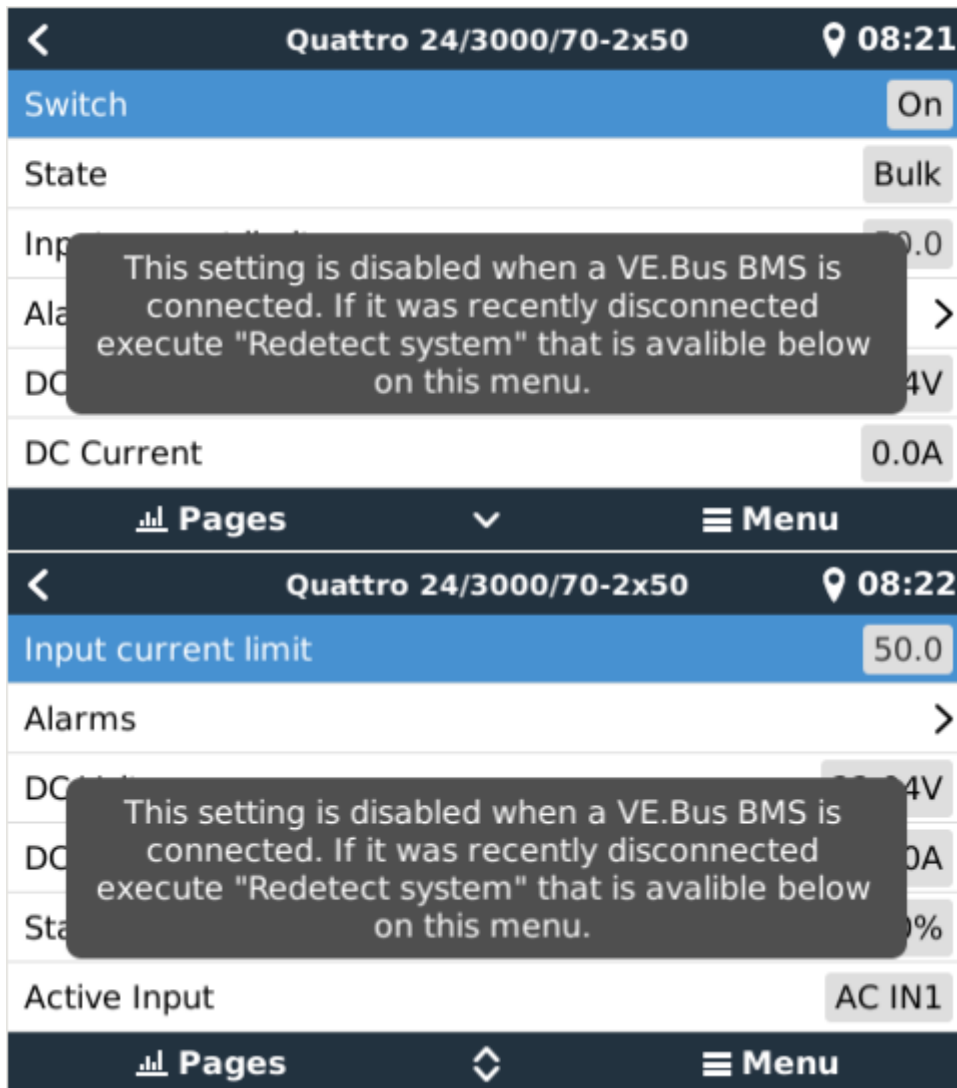 Quattro 24/3000/70-2x50 08:21
Switch On
State Bulk
This setting is disabled when a VE.Bus BMS is
connected. If it was recently disconnected
execute "Redetect system" that is avalible below
on this menu.
DC Current 0.0A
Pages Menu
Quattro 24/3000/70-2x50 08:22
Input current limit 50.0
Alarms
DC
This setting is disabled when a VE.Bus BMS is
connected. If it was recently disconnected
execute "Redetect system" that is avalible below
on this menu.
DC
Active Input AC IN1
Pages Menu